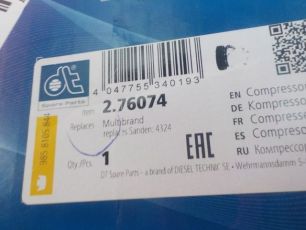 dt
Spare Parts
4 047755 340193
Item
2.76074
Replaces
Multibrand
replaces Sanden: 4324
Qty./Pcs.
1
EAC
DT Spare Parts - a brand of DIESEL TECHNIC SE • Wehrmannsdamm 5-
EN Compressor
DE Kompressor
FR Compresse
ES Compresor
RU Компрессор